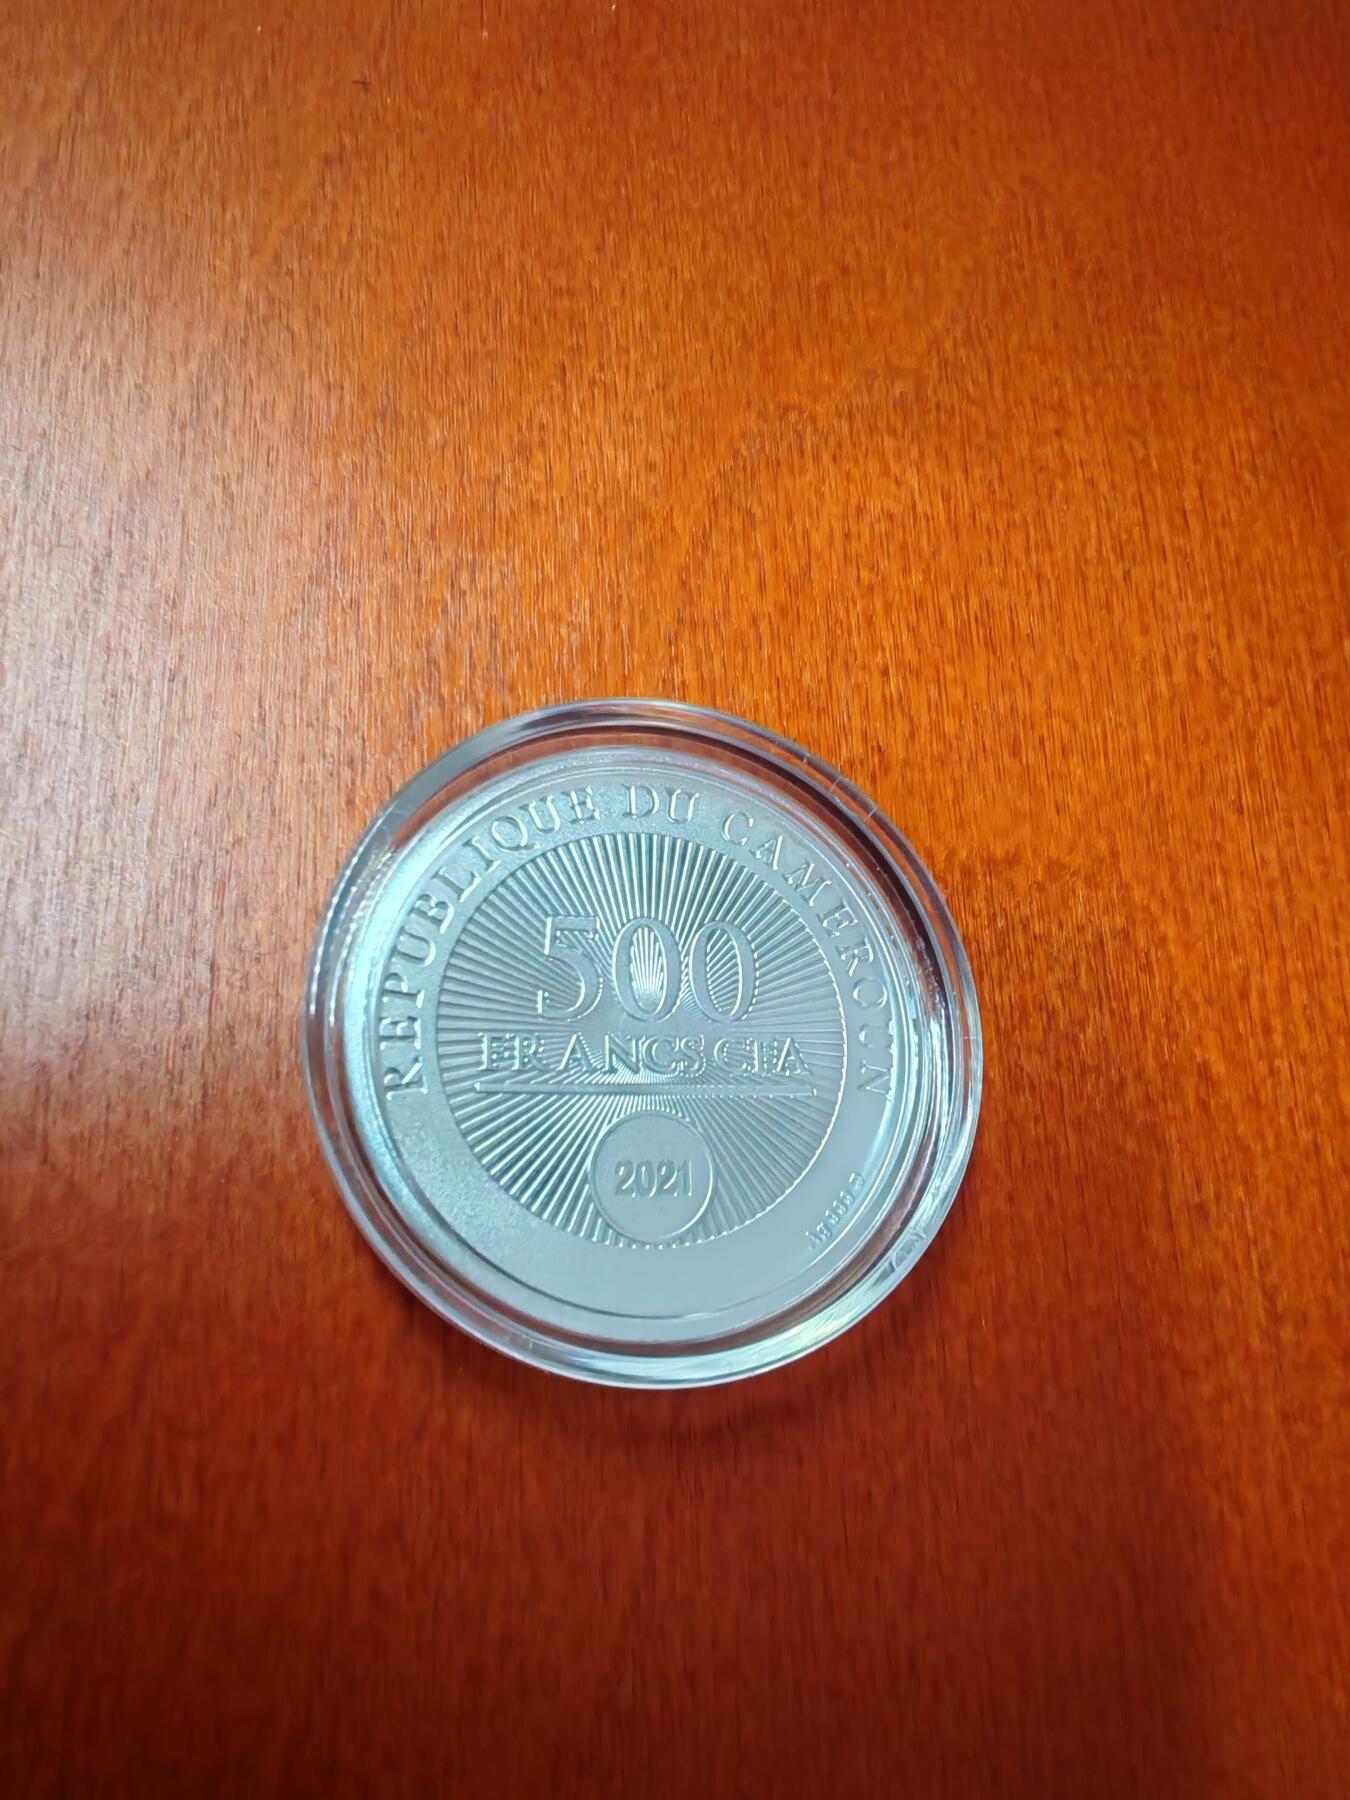 REPUBLIQUE DU CAMEROUN
500
FRANCS CFA
2021